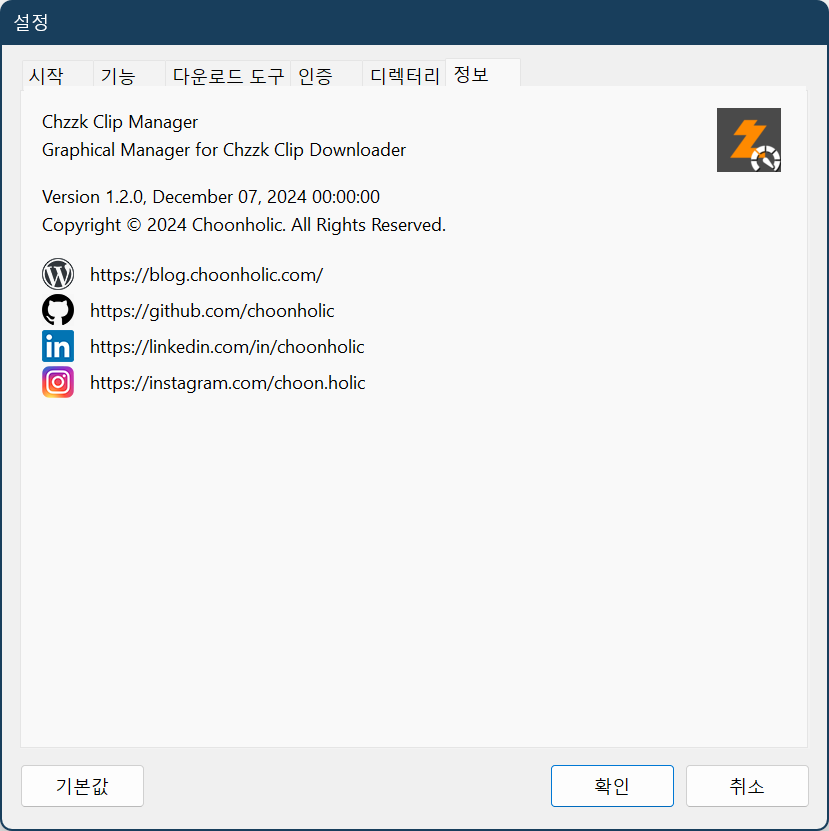 설정
시작 기능 다운로드 도구 인증 디렉터리 정보
Chzzk Clip Manager
Graphical Manager for Chzzk Clip Downloader
Version 1.2.0, December 07, 2024 00:00:00
Copyright © 2024 Choonholic. All Rights Reserved.
https://blog.choonholic.com/
https://github.com/choonholic
https://linkedin.com/in/choonholic
https://instagram.com/choon.holic
기본값 확인 취소